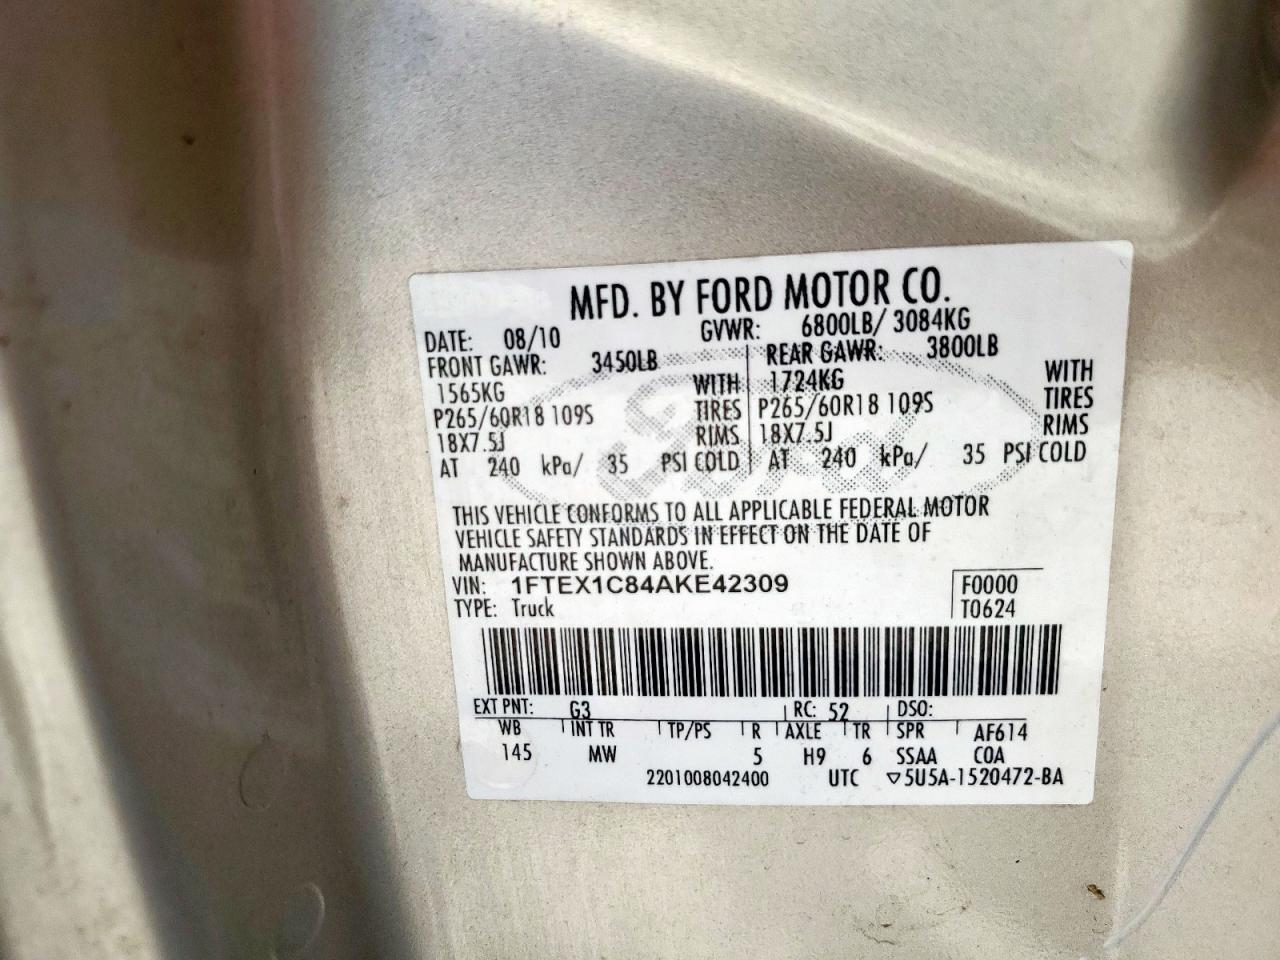 MFD. BY FORD MOTOR CO.
DATE: 08/10 GVWR: 6800LB/ 3084KG
FRONT GAWR: 3450LB REAR GAWR: 3800LB
1565KG WITH 1724KG WITH
P265/60R18 109S TIRES P265/60R18 109S TIRES
18X7.5J RIMS 18X7.5J RIMS
AT 240 kPa/ 35 PSI COLD AT 240 kPa/ 35 PSI COLD
Ford
THIS VEHICLE CONFORMS TO ALL APPLICABLE FEDERAL MOTOR
VEHICLE SAFETY STANDARDS IN EFFECT ON THE DATE OF
MANUFACTURE SHOWN ABOVE.
VIN: 1FTEX1C84AKE42309 F0000
TYPE: Truck T0624
EXT PNT: G3 RC: 52 DSO:
WB INT TR TP/PS R AXLE TR SPR AF614
145 MW 5 H9 6 SSAA COA
2201008042400 UTC ▽5U5A-1520472-BA